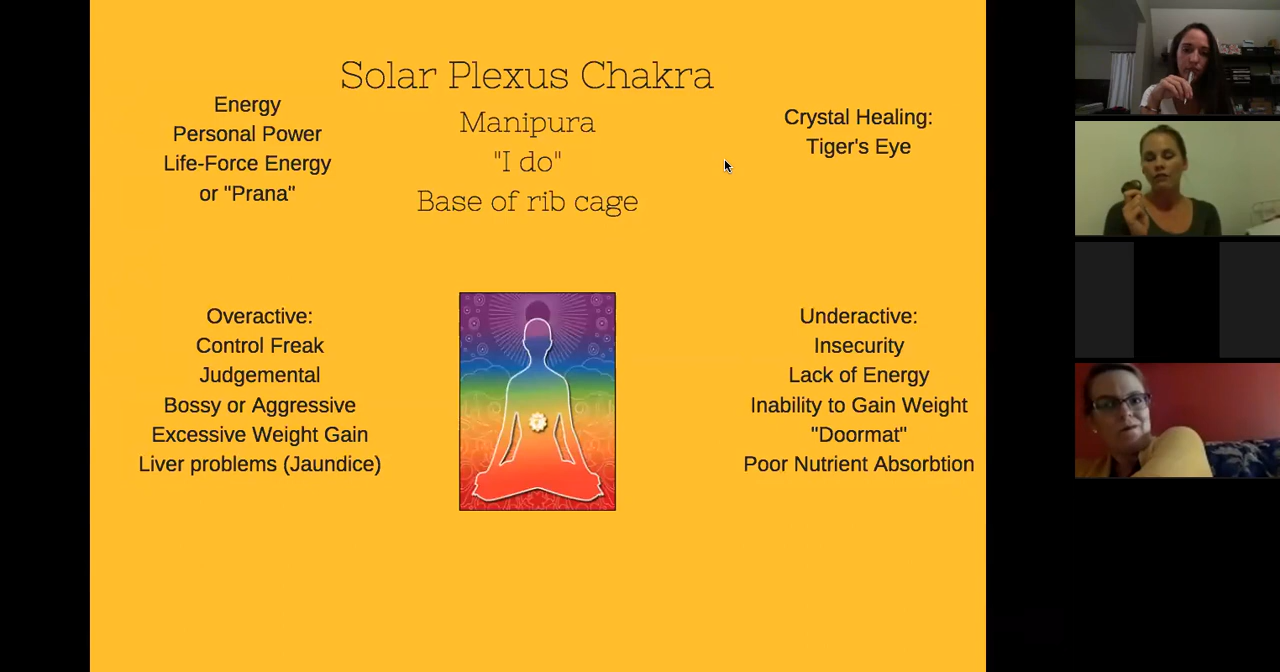 Solar Plexus Chakra
Manipura
"I do"
Base of rib cage
Energy
Personal Power
Life-Force Energy
or "Prana"
Crystal Healing:
Tiger's Eye
Overactive:
Control Freak
Judgemental
Bossy or Aggressive
Excessive Weight Gain
Liver problems (Jaundice)
Underactive:
Insecurity
Lack of Energy
Inability to Gain Weight
"Doormat"
Poor Nutrient Absorbtion